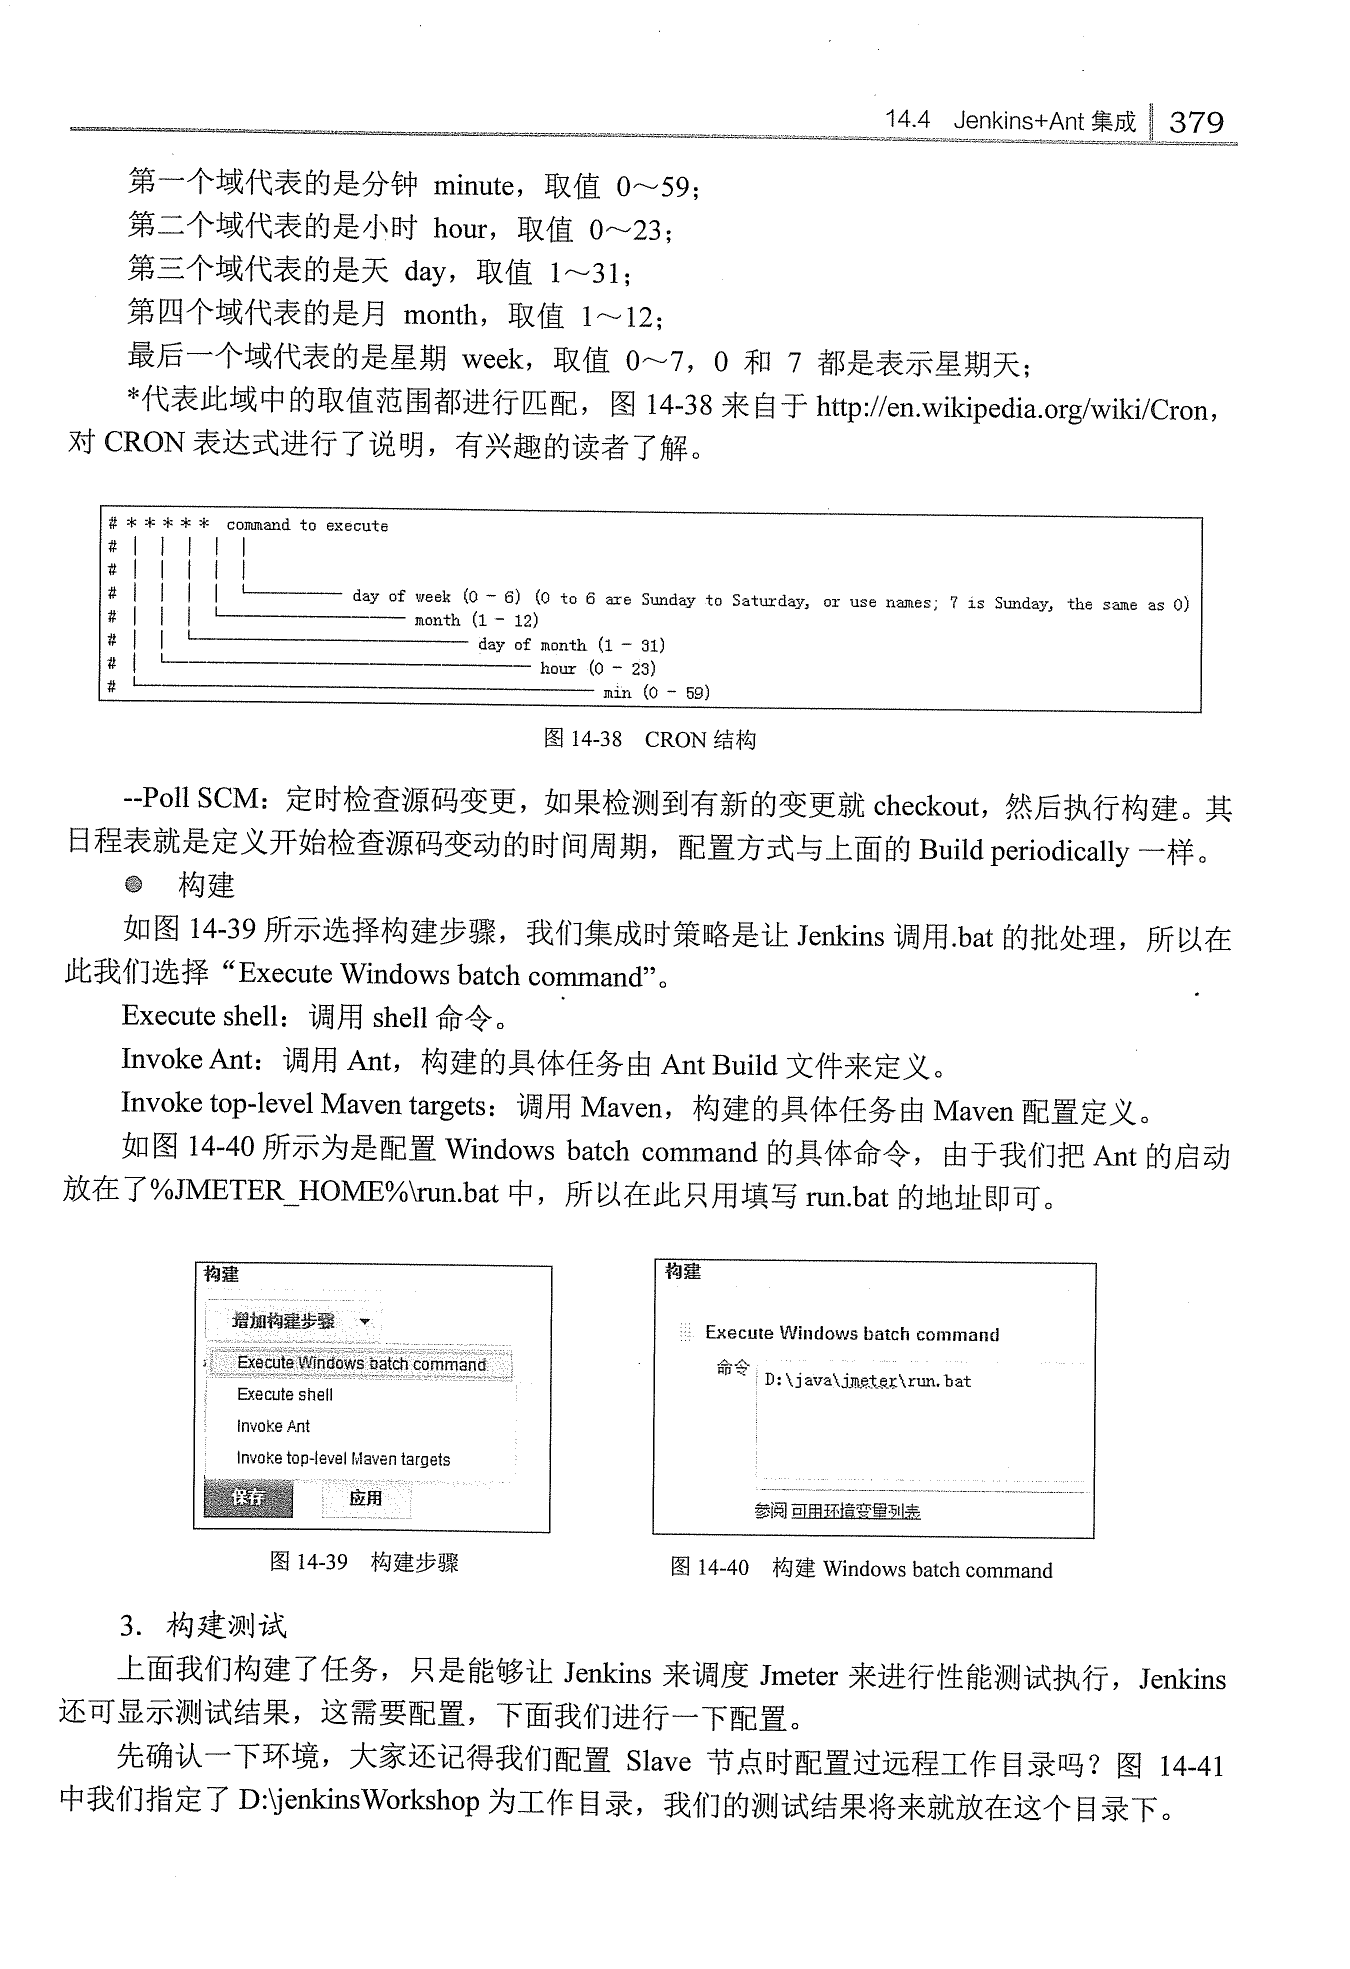 14.4 Jenkins+Ant 集成 379
第一个域代表的是分钟 minute，取值 0～59；
第二个域代表的是小时 hour，取值 0～23；
第三个域代表的是天 day，取值 1～31；
第四个域代表的是月 month，取值 1～12；
最后一个域代表的是星期 week，取值 0～7，0 和 7 都是表示星期天；
*代表此域中的取值范围都进行匹配，图 14-38 来自于 http://en.wikipedia.org/wiki/Cron，
对 CRON 表达式进行了说明，有兴趣的读者了解。
# * * * * * command to execute
# │ │ │ │ │
# │ │ │ │ │
# │ │ │ │ └───── day of week (0 - 6) (0 to 6 are Sunday to Saturday, or use names; 7 is Sunday, the same as 0)
# │ │ │ └────────── month (1 - 12)
# │ │ └─────────────── day of month (1 - 31)
# │ └──────────────────── hour (0 - 23)
# └───────────────────────── min (0 - 59)
图 14-38 CRON 结构
--Poll SCM：定时检查源码变更，如果检测到有新的变更就 checkout，然后执行构建。其
日程表就是定义开始检查源码变动的时间周期，配置方式与上面的 Build periodically 一样。
● 构建
如图 14-39 所示选择构建步骤，我们集成时策略是让 Jenkins 调用.bat 的批处理，所以在
此我们选择“Execute Windows batch command”。
Execute shell：调用 shell 命令。
Invoke Ant：调用 Ant，构建的具体任务由 Ant Build 文件来定义。
Invoke top-level Maven targets：调用 Maven，构建的具体任务由 Maven 配置定义。
如图 14-40 所示为是配置 Windows batch command 的具体命令，由于我们把 Ant 的启动
放在了%JMETER_HOME%\run.bat 中，所以在此只用填写 run.bat 的地址即可。
构建
增加构建步骤
Execute Windows batch command
Execute shell
Invoke Ant
Invoke top-level Maven targets
保存 应用
图 14-39 构建步骤
构建
Execute Windows batch command
命令 D:\java\jmeter\run.bat
参阅 可用环境变量列表
图 14-40 构建 Windows batch command
3. 构建测试
上面我们构建了任务，只是能够让 Jenkins 来调度 Jmeter 来进行性能测试执行，Jenkins
还可显示测试结果，这需要配置，下面我们进行一下配置。
先确认一下环境，大家还记得我们配置 Slave 节点时配置过远程工作目录吗？图 14-41
中我们指定了 D:\jenkinsWorkshop 为工作目录，我们的测试结果将来就放在这个目录下。